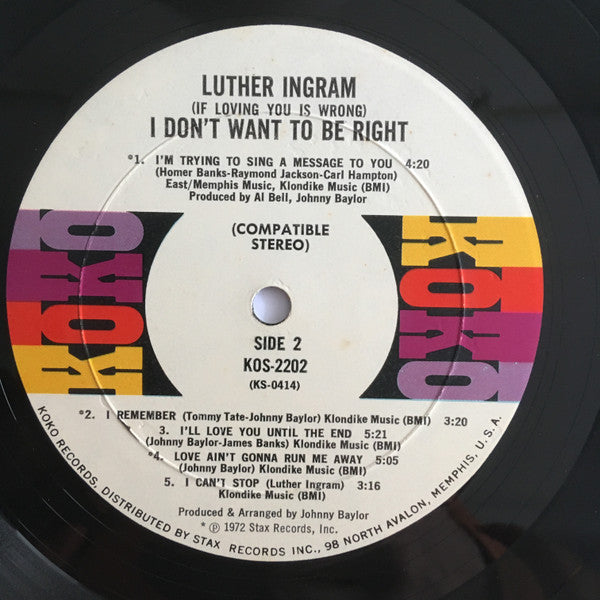 LUTHER INGRAM
(IF LOVING YOU IS WRONG)
I DON'T WANT TO BE RIGHT
*1. I'M TRYING TO SING A MESSAGE TO YOU 4:20
(Homer Banks-Raymond Jackson-Carl Hampton)
East/Memphis Music, Klondike Music (BMI)
Produced by Al Bell, Johnny Baylor
(COMPATIBLE
STEREO)
KOKO
KOKO
SIDE 2
KOS-2202
(KS-0414)
*2. I REMEMBER (Tommy Tate-Johnny Baylor) Klondike Music (BMI) 3:20
3. I'LL LOVE YOU UNTIL THE END 5:21
(Johnny Baylor-James Banks) Klondike Music (BMI)
*4. LOVE AIN'T GONNA RUN ME AWAY 5:05
(Johnny Baylor) Klondike Music (BMI)
5. I CAN'T STOP (Luther Ingram) 3:16
Klondike Music (BMI)
Produced & Arranged by Johnny Baylor
*℗ 1972 Stax Records, Inc.
KOKO RECORDS, DISTRIBUTED BY STAX RECORDS INC., 98 NORTH AVALON, MEMPHIS, U.S.A.